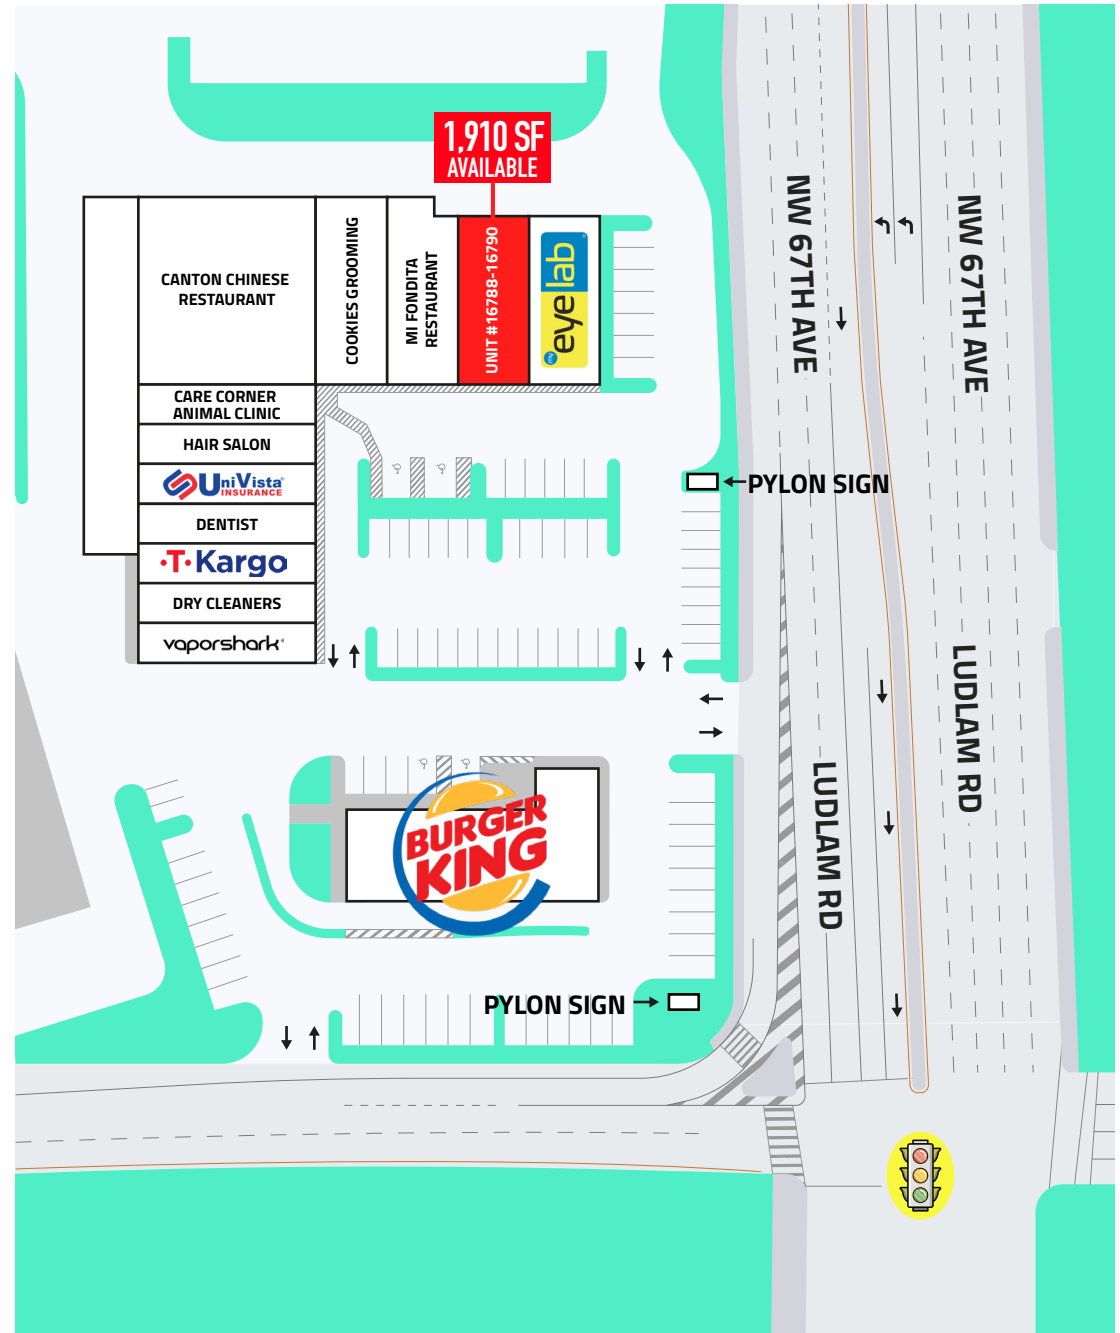 1,910 SF
AVAILABLE
CANTON CHINESE
RESTAURANT
COOKIES GROOMING
MI FONDITA
RESTAURANT
UNIT #16788-16790
my eyelab
CARE CORNER
ANIMAL CLINIC
HAIR SALON
UniVista
INSURANCE
DENTIST
T Kargo
DRY CLEANERS
vaporshark
NW 67TH AVE
NW 67TH AVE
PYLON SIGN
LUDLAM RD
LUDLAM RD
BURGER
KING
PYLON SIGN